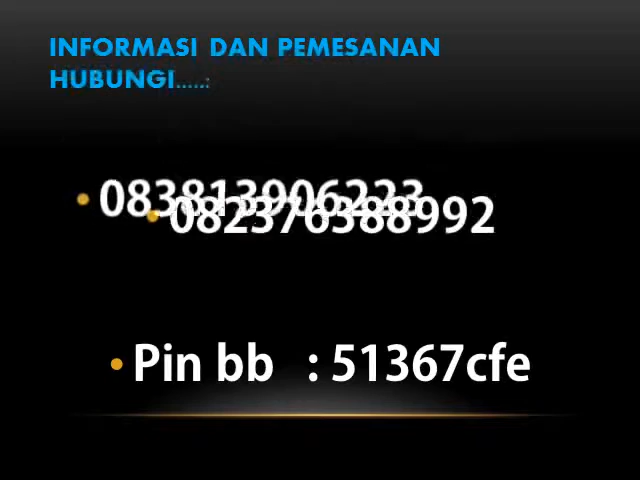 INFORMASI DAN PEMESANAN
HUBUNGI.....:
• 083813906223
• 082376388992
• Pin bb : 51367cfe